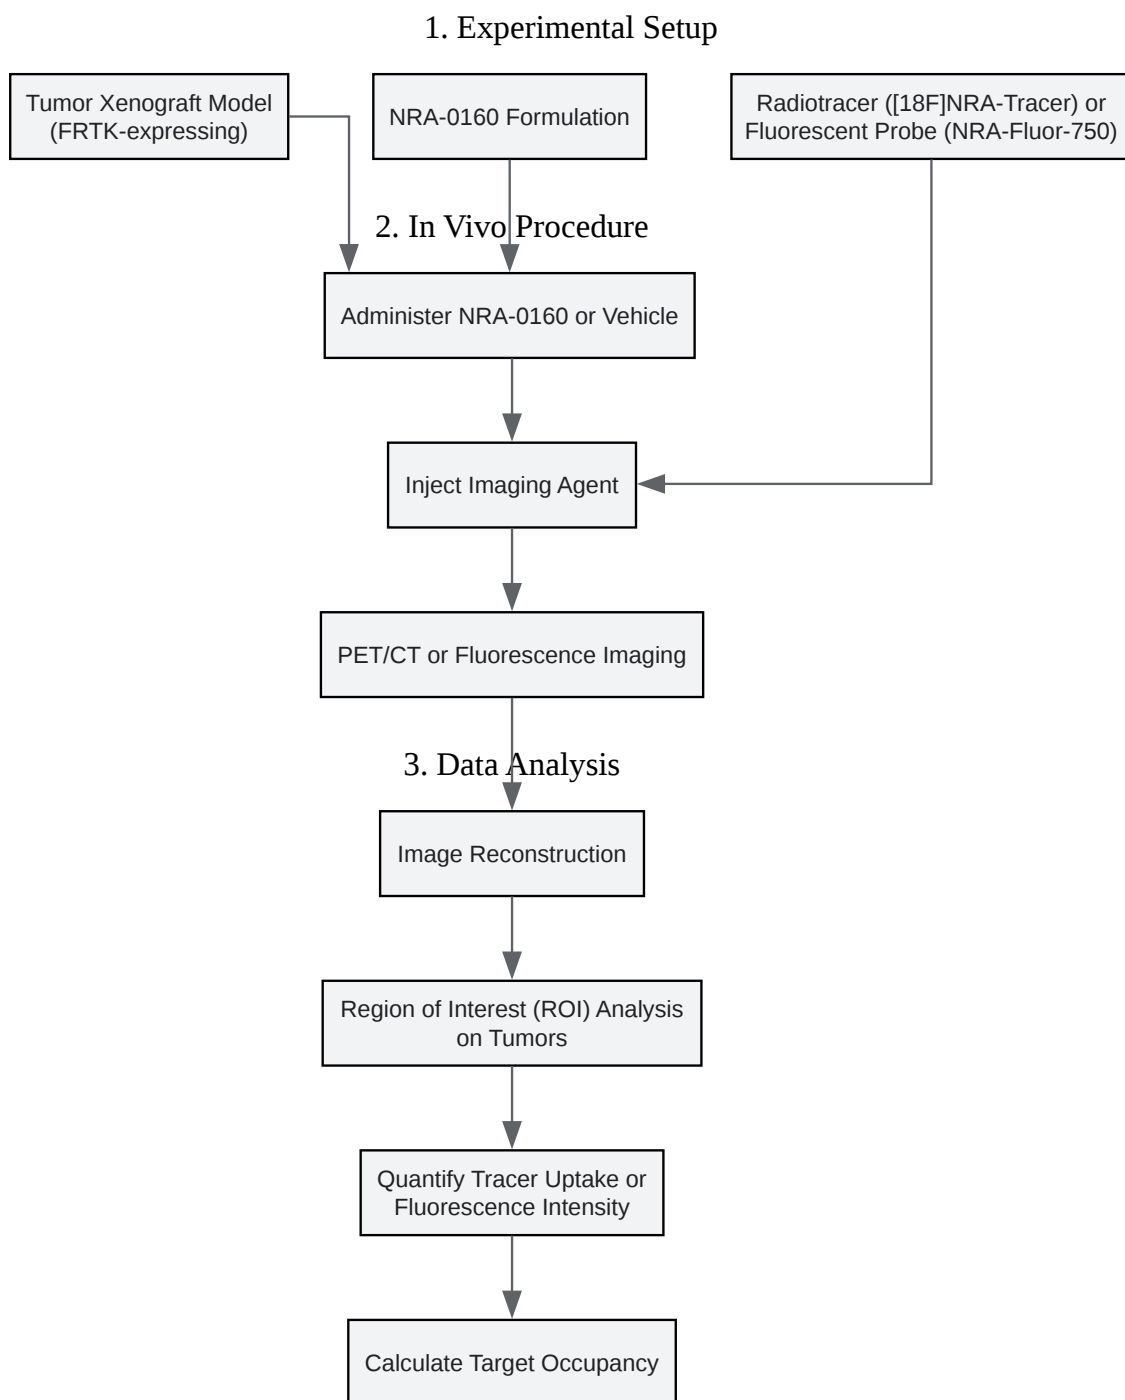 1. Experimental Setup
Tumor Xenograft Model
(FRTK-expressing)
NRA-0160 Formulation
Radiotracer ([18F]NRA-Tracer) or
Fluorescent Probe (NRA-Fluor-750)
2. In Vivo Procedure
Administer NRA-0160 or Vehicle
Inject Imaging Agent
PET/CT or Fluorescence Imaging
3. Data Analysis
Image Reconstruction
Region of Interest (ROI) Analysis
on Tumors
Quantify Tracer Uptake or
Fluorescence Intensity
Calculate Target Occupancy